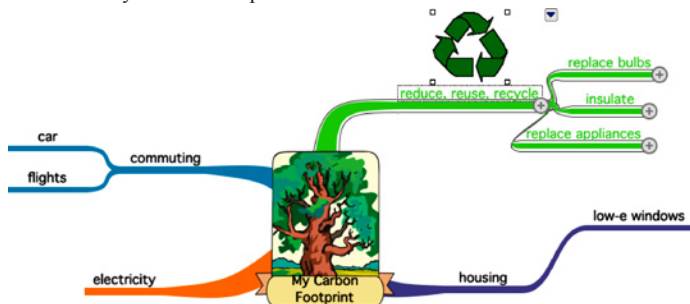 replace bulbs
reduce, reuse, recycle
insulate
replace appliances
car
commuting
flights
low-e windows
electricity
My Carbon
Footprint
housing